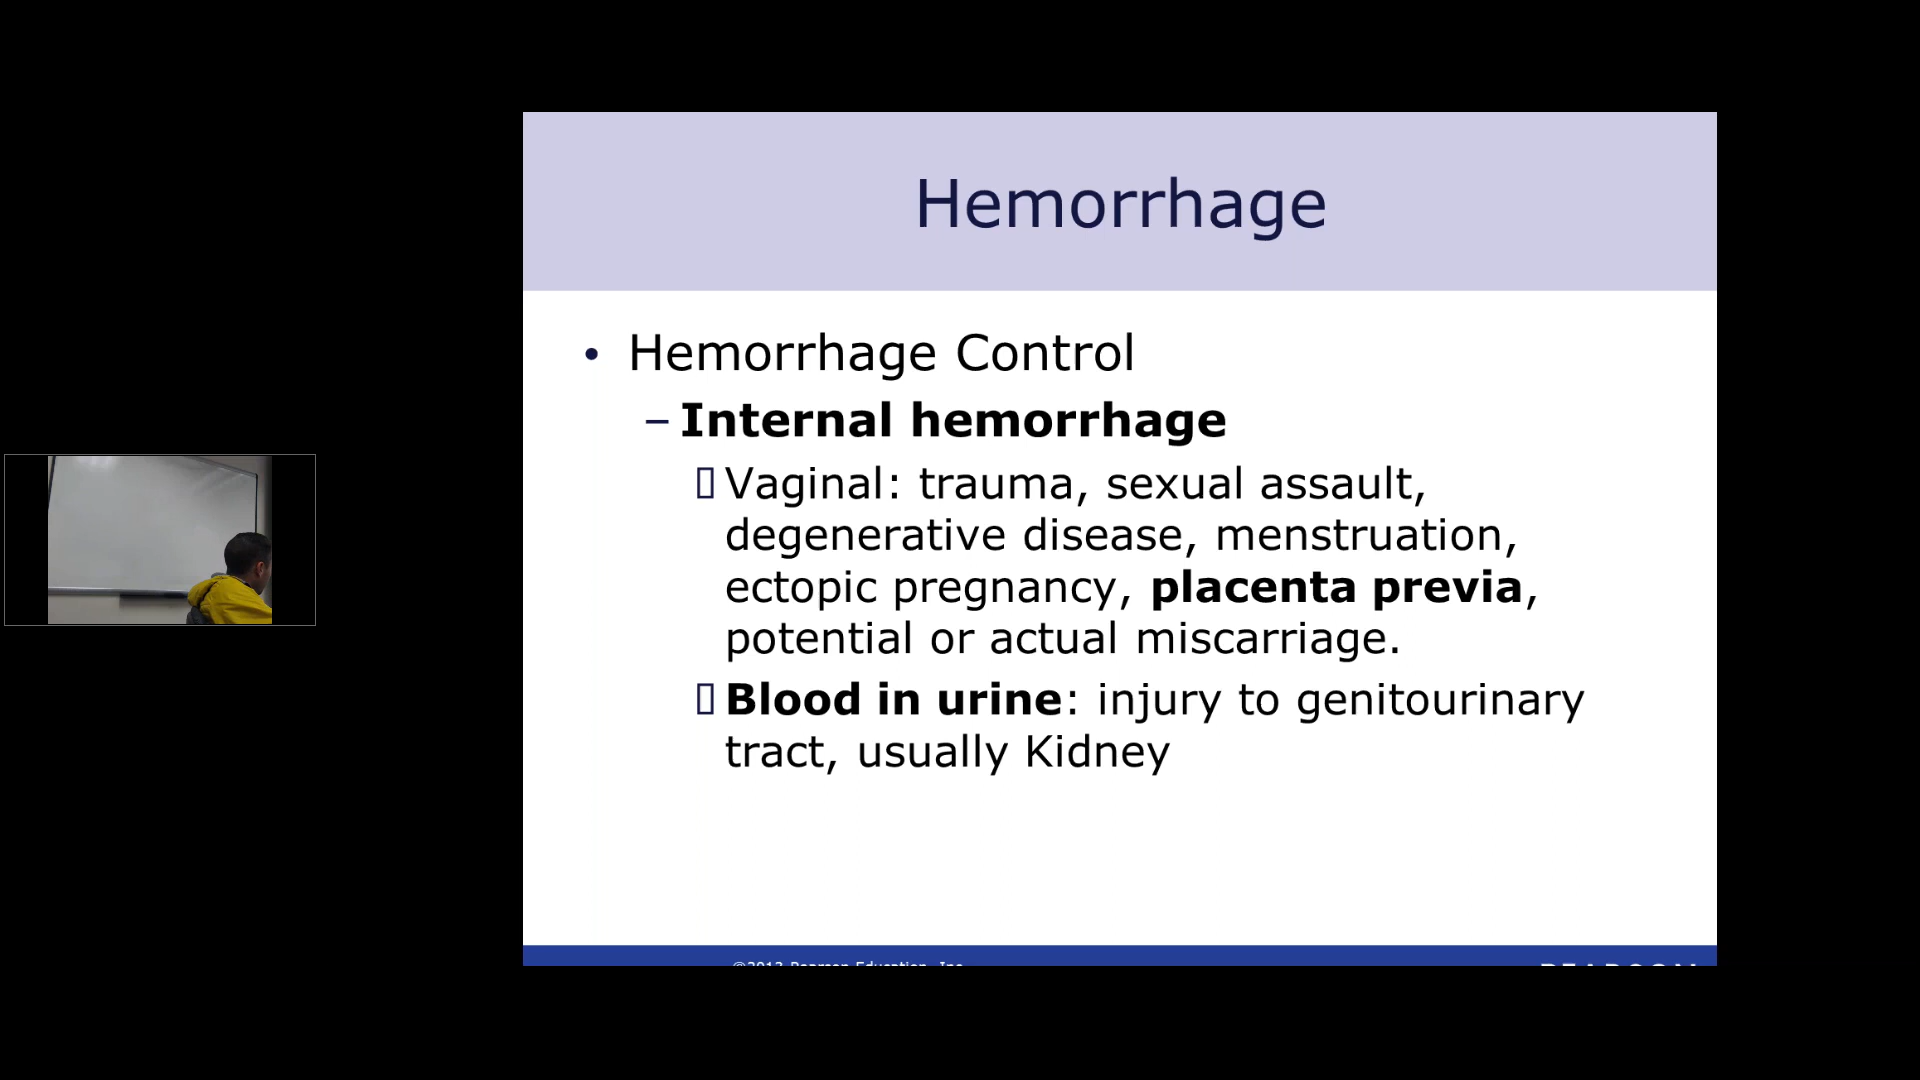 Hemorrhage
• Hemorrhage Control
– Internal hemorrhage
Vaginal: trauma, sexual assault,
degenerative disease, menstruation,
ectopic pregnancy, placenta previa,
potential or actual miscarriage.
Blood in urine: injury to genitourinary
tract, usually Kidney
©2013 Pearson Education, Inc.
PEARSON